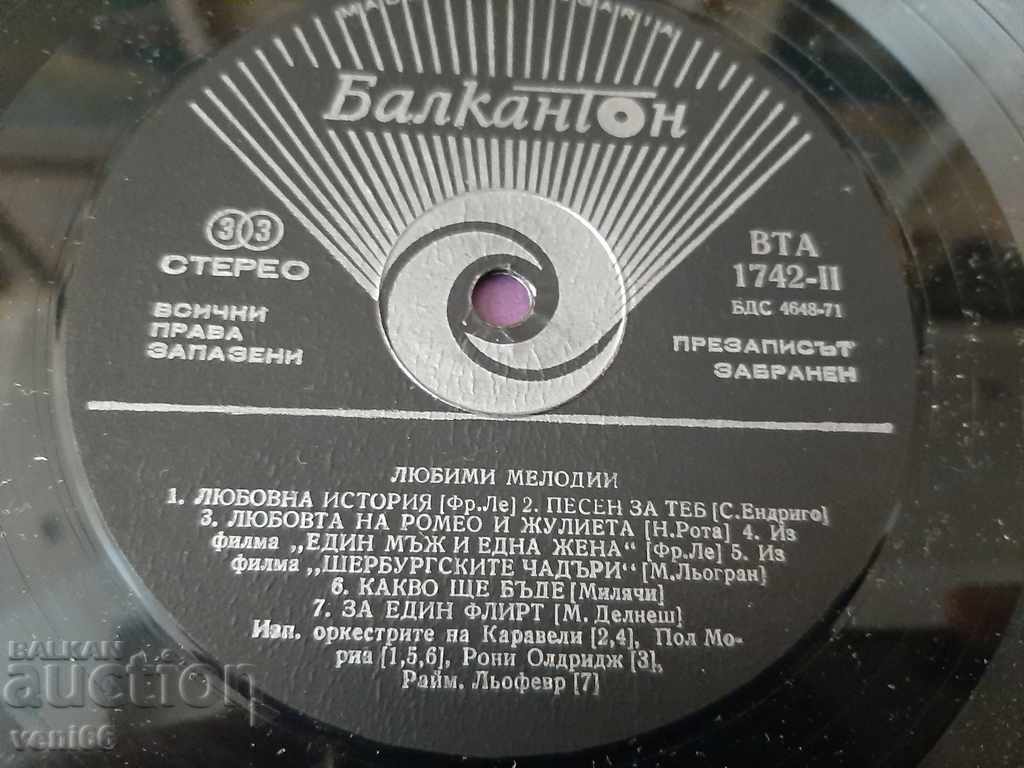 Балкантон
33
СТЕРЕО
ВСИЧКИ
ПРАВА
ЗАПАЗЕНИ
ВТА
1742-II
БДС 4648-71
ПРЕЗАПИСЪТ
ЗАБРАНЕН
ЛЮБИМИ МЕЛОДИИ
1. ЛЮБОВНА ИСТОРИЯ [Фр.Ле] 2. ПЕСЕН ЗА ТЕБ [С.Ендриго]
3. ЛЮБОВТА НА РОМЕО И ЖУЛИЕТА [Н.Рота] 4. Из
филма „ЕДИН МЪЖ И ЕДНА ЖЕНА" [Фр.Ле] 5. Из
филма „ШЕРБУРГСКИТЕ ЧАДЪРИ" [М.Льогран]
6. КАКВО ЩЕ БЪДЕ [Милячи]
7. ЗА ЕДИН ФЛИРТ [М. Делнеш]
Изп. оркестрите на Каравели [2,4], Пол Мо-
риа [1,5,6], Рони Олдридж [3],
Райм. Льофевр [7]
BALKAN
auction
veni66